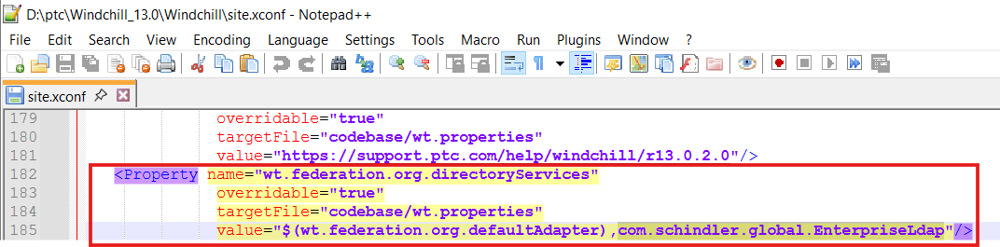 D:\ptc\Windchill_13.0\Windchill\site.xconf - Notepad++
File Edit Search View Encoding Language Settings Tools Macro Run Plugins Window ?
site.xconf
179 overridable="true"
180 targetFile="codebase/wt.properties"
181 value="https://support.ptc.com/help/windchill/r13.0.2.0"/>
182 <Property name="wt.federation.org.directoryServices"
183 overridable="true"
184 targetFile="codebase/wt.properties"
185 value="$(wt.federation.org.defaultAdapter),com.schindler.global.EnterpriseLdap"/>